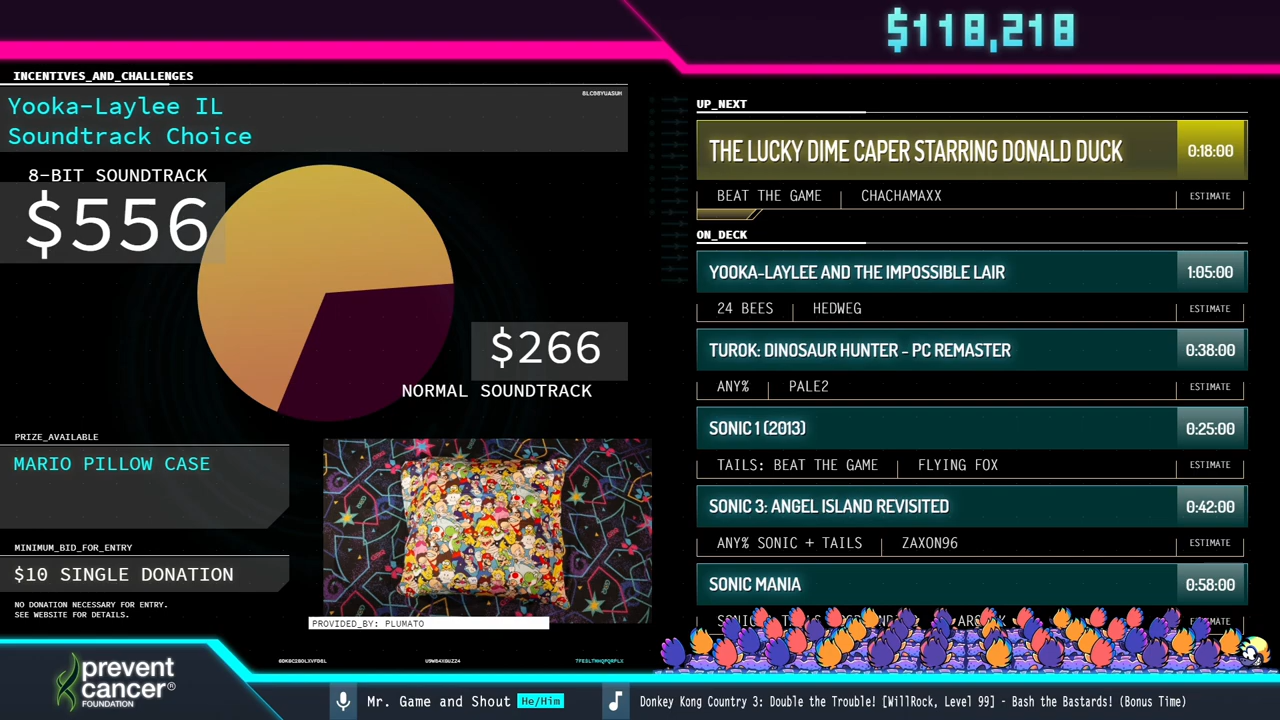 $118,218
INCENTIVES_AND_CHALLENGES
Yooka-Laylee IL
Soundtrack Choice
8-BIT SOUNDTRACK
$556
$266
NORMAL SOUNDTRACK
PRIZE_AVAILABLE
MARIO PILLOW CASE
MINIMUM_BID_FOR_ENTRY
$10 SINGLE DONATION
NO DONATION NECESSARY FOR ENTRY.
SEE WEBSITE FOR DETAILS.
PROVIDED_BY: PLUMATO
UP_NEXT
THE LUCKY DIME CAPER STARRING DONALD DUCK 0:18:00
BEAT THE GAME CHACHAMAXX ESTIMATE
ON_DECK
YOOKA-LAYLEE AND THE IMPOSSIBLE LAIR 1:05:00
24 BEES HEDWEG ESTIMATE
TUROK: DINOSAUR HUNTER - PC REMASTER 0:38:00
ANY% PALE2 ESTIMATE
SONIC 1 (2013) 0:25:00
TAILS: BEAT THE GAME FLYING FOX ESTIMATE
SONIC 3: ANGEL ISLAND REVISITED 0:42:00
ANY% SONIC + TAILS ZAXON96 ESTIMATE
SONIC MANIA 0:58:00
prevent
cancer®
FOUNDATION
Mr. Game and Shout He/Him
Donkey Kong Country 3: Double the Trouble! [WillRock, Level 99] - Bash the Bastards! (Bonus Time)